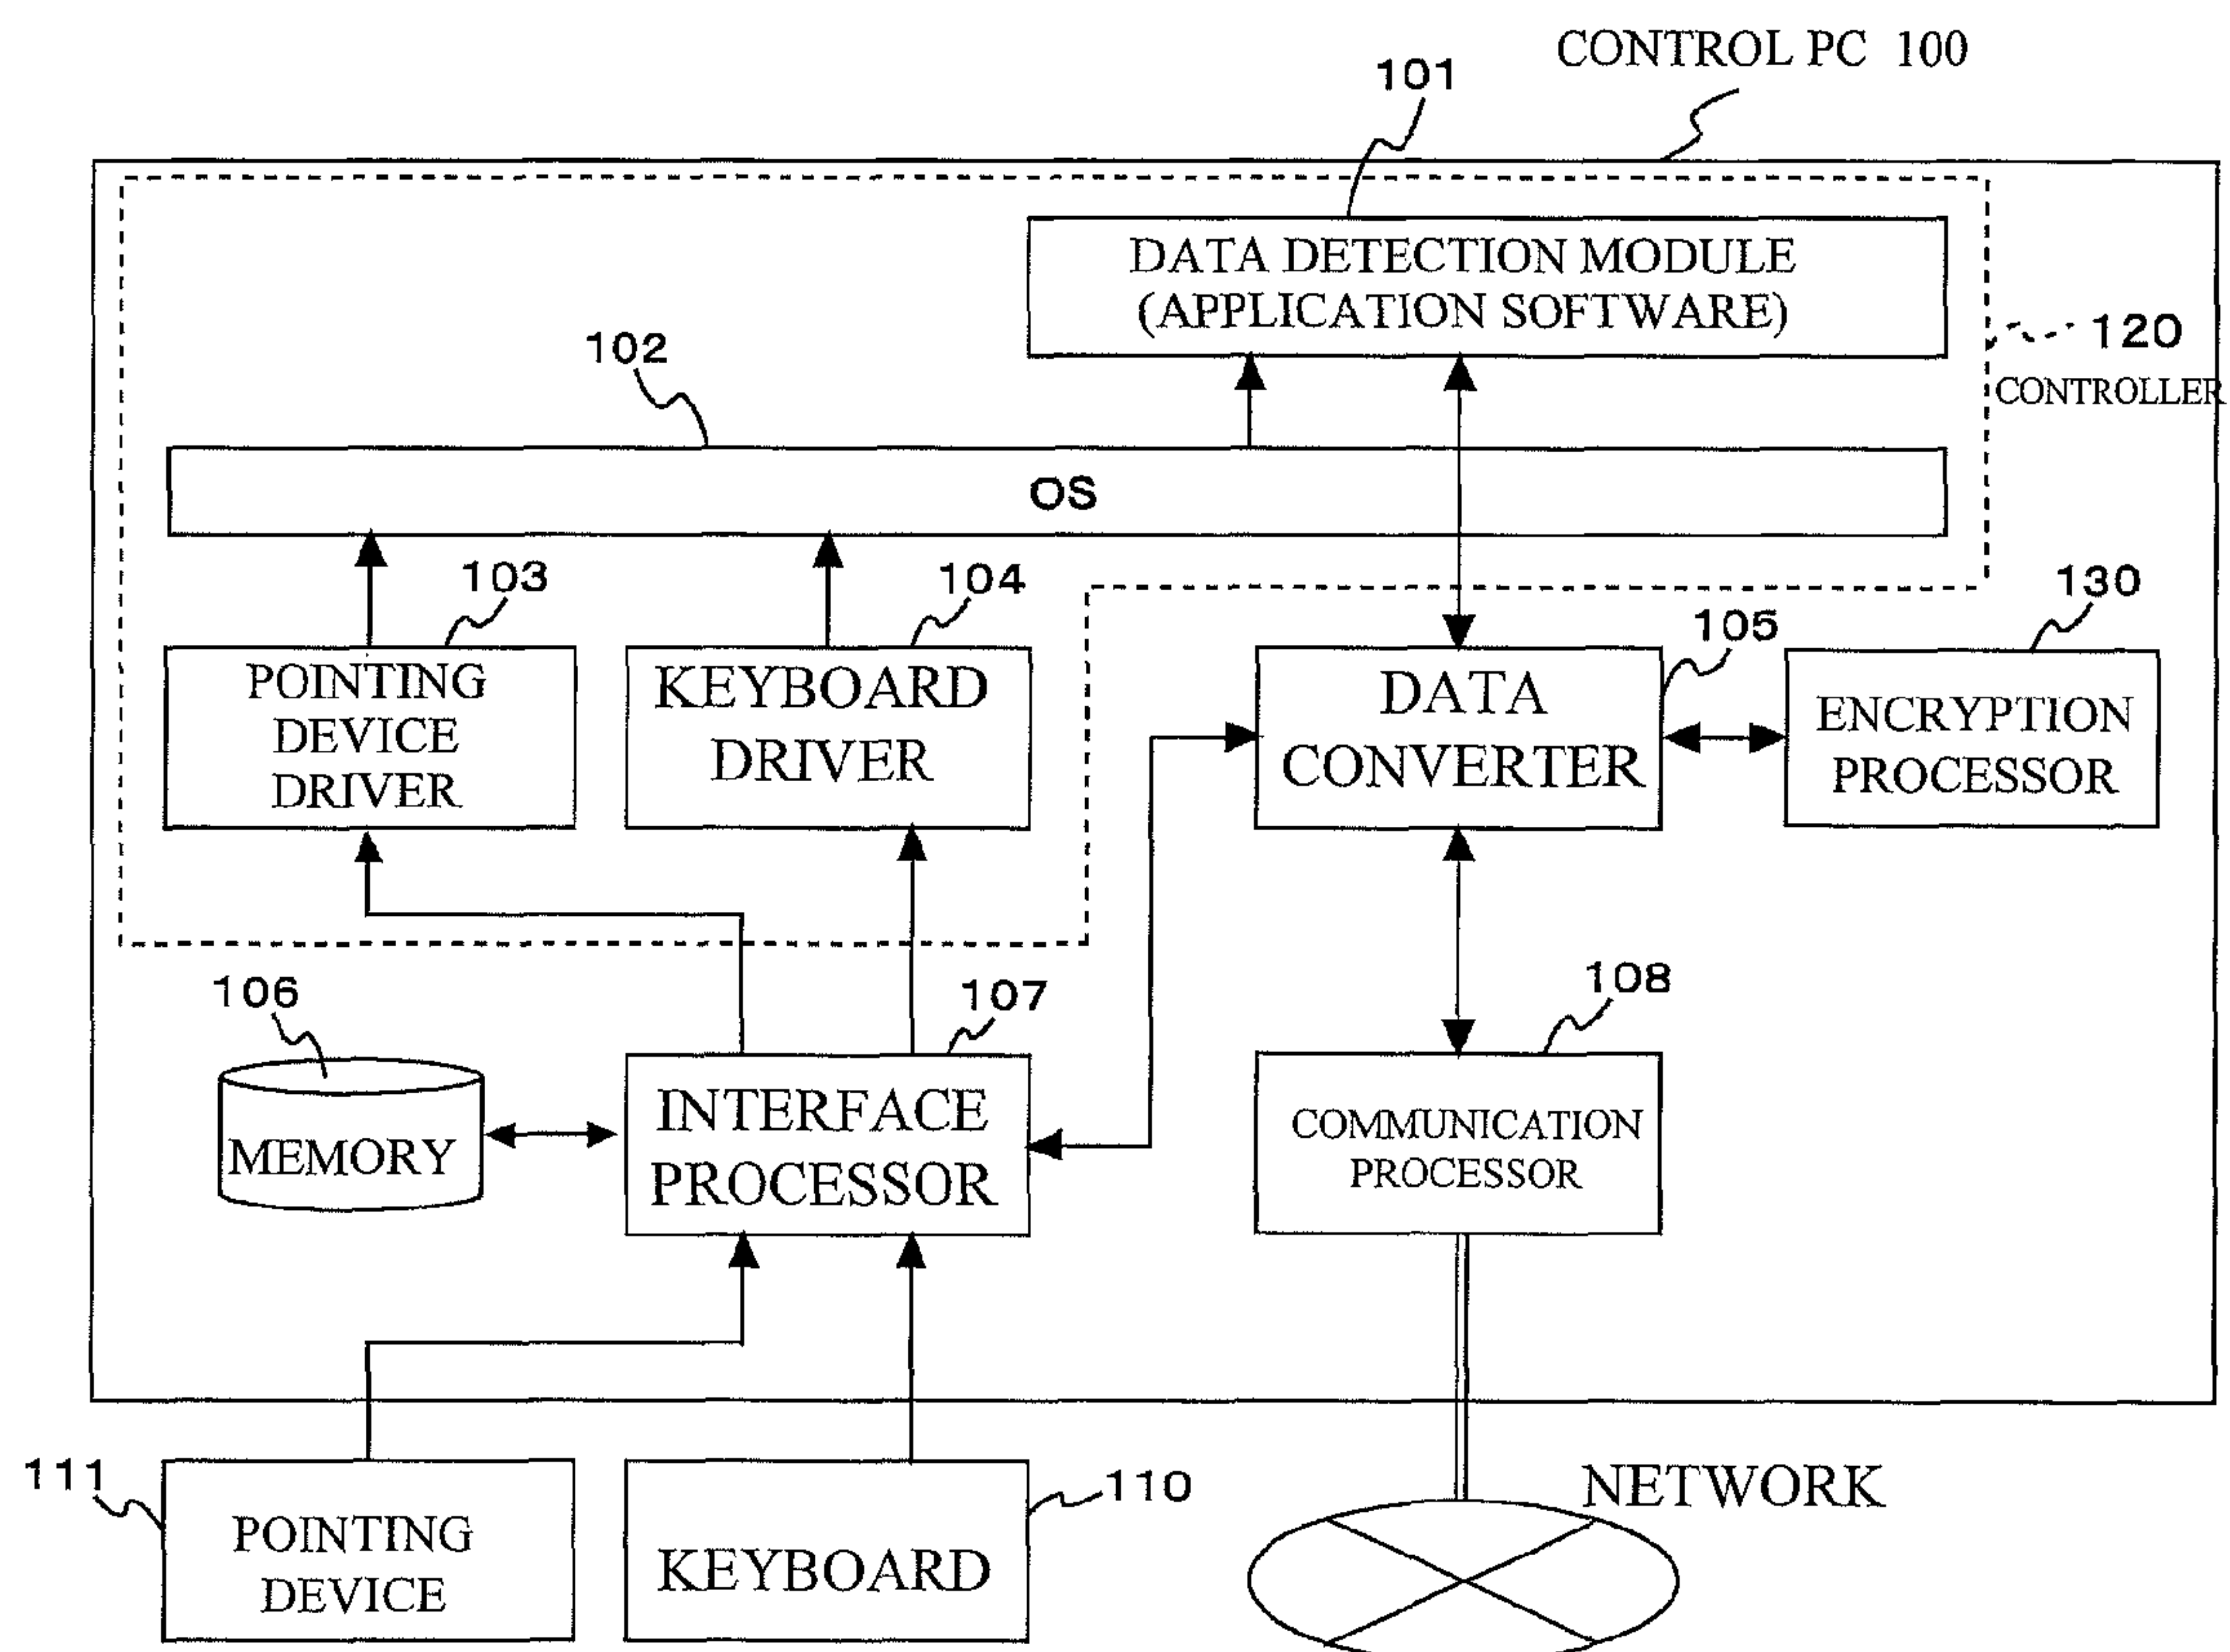 CONTROL PC 100
101
DATA DETECTION MODULE
(APPLICATION SOFTWARE)
120
CONTROLLER
102
OS
103
104
105
130
POINTING
DEVICE
DRIVER
KEYBOARD
DRIVER
DATA
CONVERTER
ENCRYPTION
PROCESSOR
106
107
108
MEMORY
INTERFACE
PROCESSOR
COMMUNICATION
PROCESSOR
111
POINTING
DEVICE
KEYBOARD
110
NETWORK